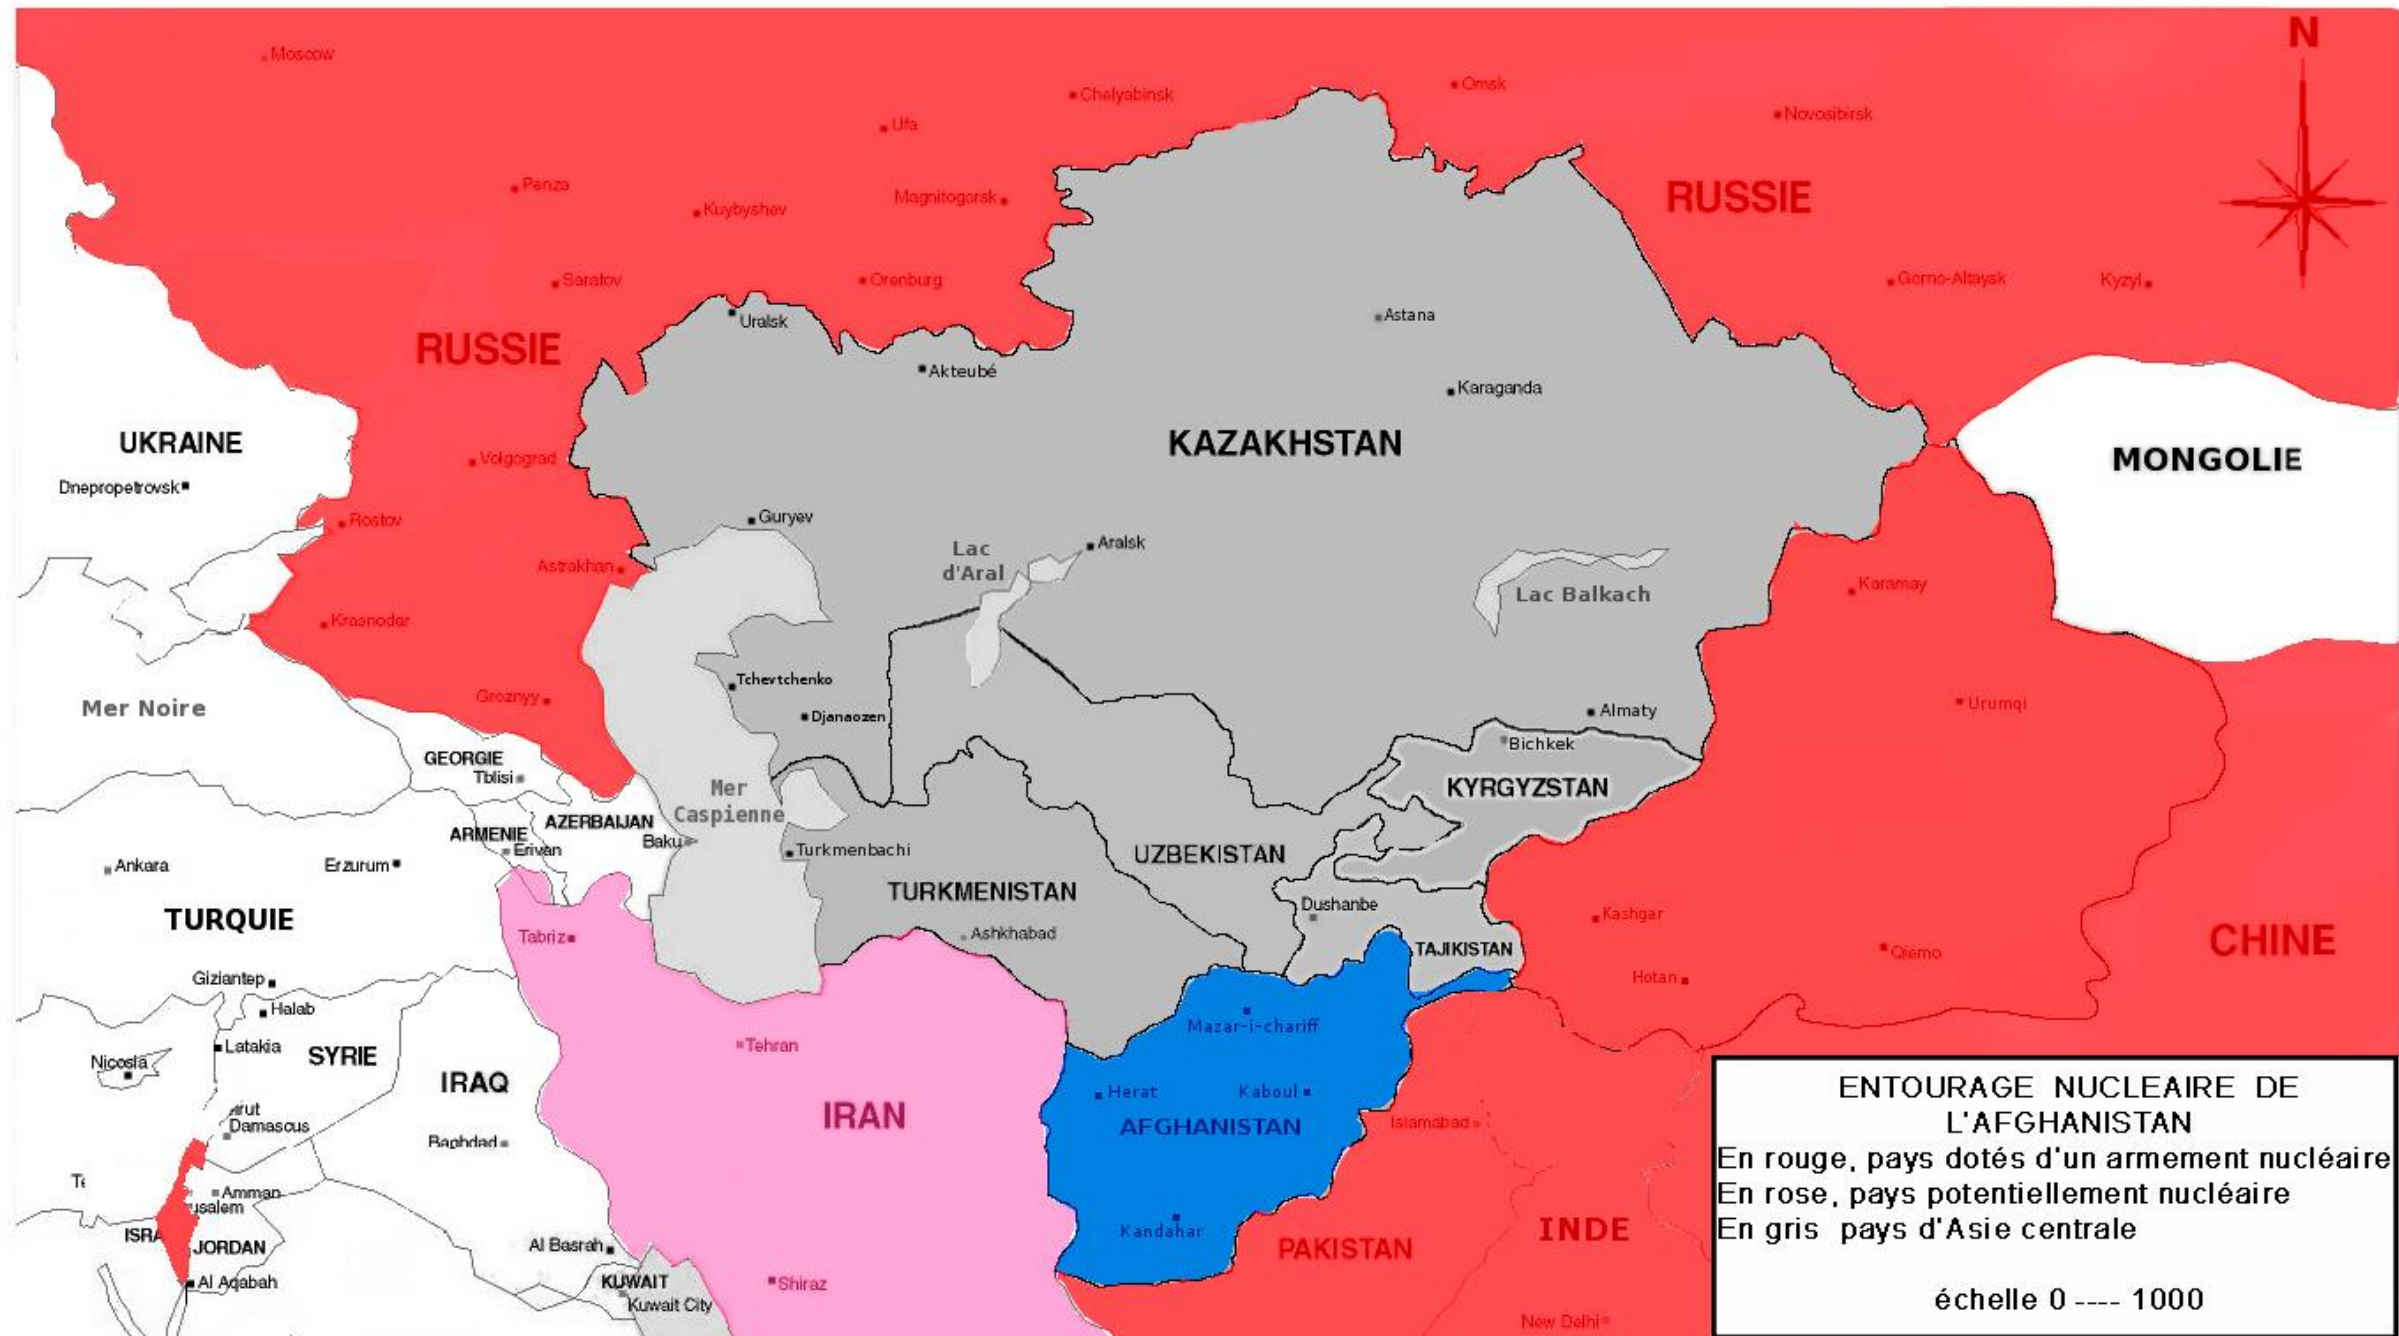 N
Moscow
Chelyabinsk
Omsk
Ufa
Novosibirsk
Penza
Kuybyshev
Magnitogorsk
RUSSIE
Saratov
Orenburg
Gorno-Altaysk
Kyzyl
Uralsk
Astana
RUSSIE
Akteubé
Karaganda
UKRAINE
KAZAKHSTAN
MONGOLIE
Volgograd
Dnepropetrovsk
Rostov
Guryev
Aralsk
Lac
d'Aral
Astrakhan
Lac Balkach
Karamay
Krasnodar
Tchevtchenko
Groznyy
Mer Noire
Djanaozen
Almaty
Urumqi
Bichkek
GEORGIE
Tblisi
KYRGYZSTAN
Mer
Caspienne
AZERBAIJAN
ARMENIE
Baku
Erivan
Turkmenbachi
UZBEKISTAN
Ankara
Erzurum
TURKMENISTAN
Dushanbe
Kashgar
TURQUIE
Tabriz
Ashkhabad
TAJIKISTAN
CHINE
Qiemo
Hotan
Giziantep
Halab
Mazar-i-chariff
Latakia
SYRIE
Tehran
Nicosia
IRAQ
Herat
Kaboul
IRAN
AFGHANISTAN
Islamabad
irut
Damascus
Baghdad
Te
Amman
usalem
ISRA
JORDAN
Al Basrah
Kandahar
PAKISTAN
INDE
Al Aqabah
KUWAIT
Kuwait City
Shiraz
New Delhi
ENTOURAGE NUCLEAIRE DE
L'AFGHANISTAN
En rouge, pays dotés d'un armement nucléaire
En rose, pays potentiellement nucléaire
En gris pays d'Asie centrale
échelle 0 ---- 1000